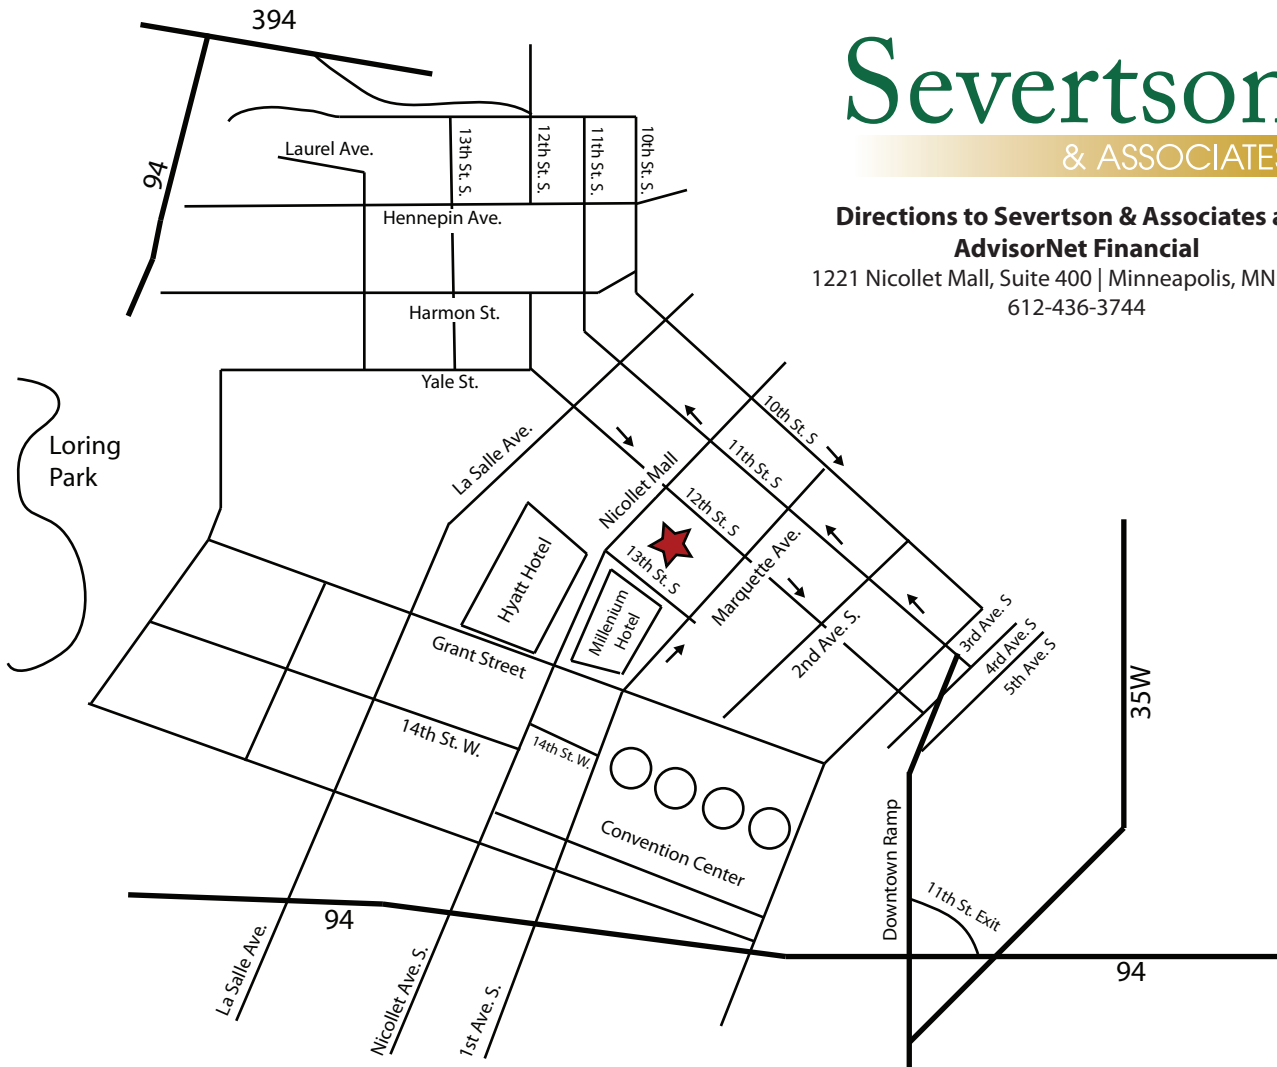 394
Severtson
& ASSOCIATES
94
Laurel Ave.
13th St. S.
12th St. S.
11th St. S.
10th St. S.
Hennepin Ave.
Directions to Severtson & Associates a
AdvisorNet Financial
1221 Nicollet Mall, Suite 400 | Minneapolis, MN
612-436-3744
Harmon St.
Yale St.
Loring
Park
La Salle Ave.
Nicollet Mall
10th St. S
11th St. S
12th St. S
13th St. S
Marquette Ave.
Hyatt Hotel
Millenium
Hotel
Grant Street
2nd Ave. S.
3rd Ave. S
4rd Ave. S
5th Ave. S
35W
14th St. W.
14th St. W.
Convention Center
Downtown Ramp
11th St. Exit
94
94
La Salle Ave.
Nicollet Ave. S.
1st Ave. S.